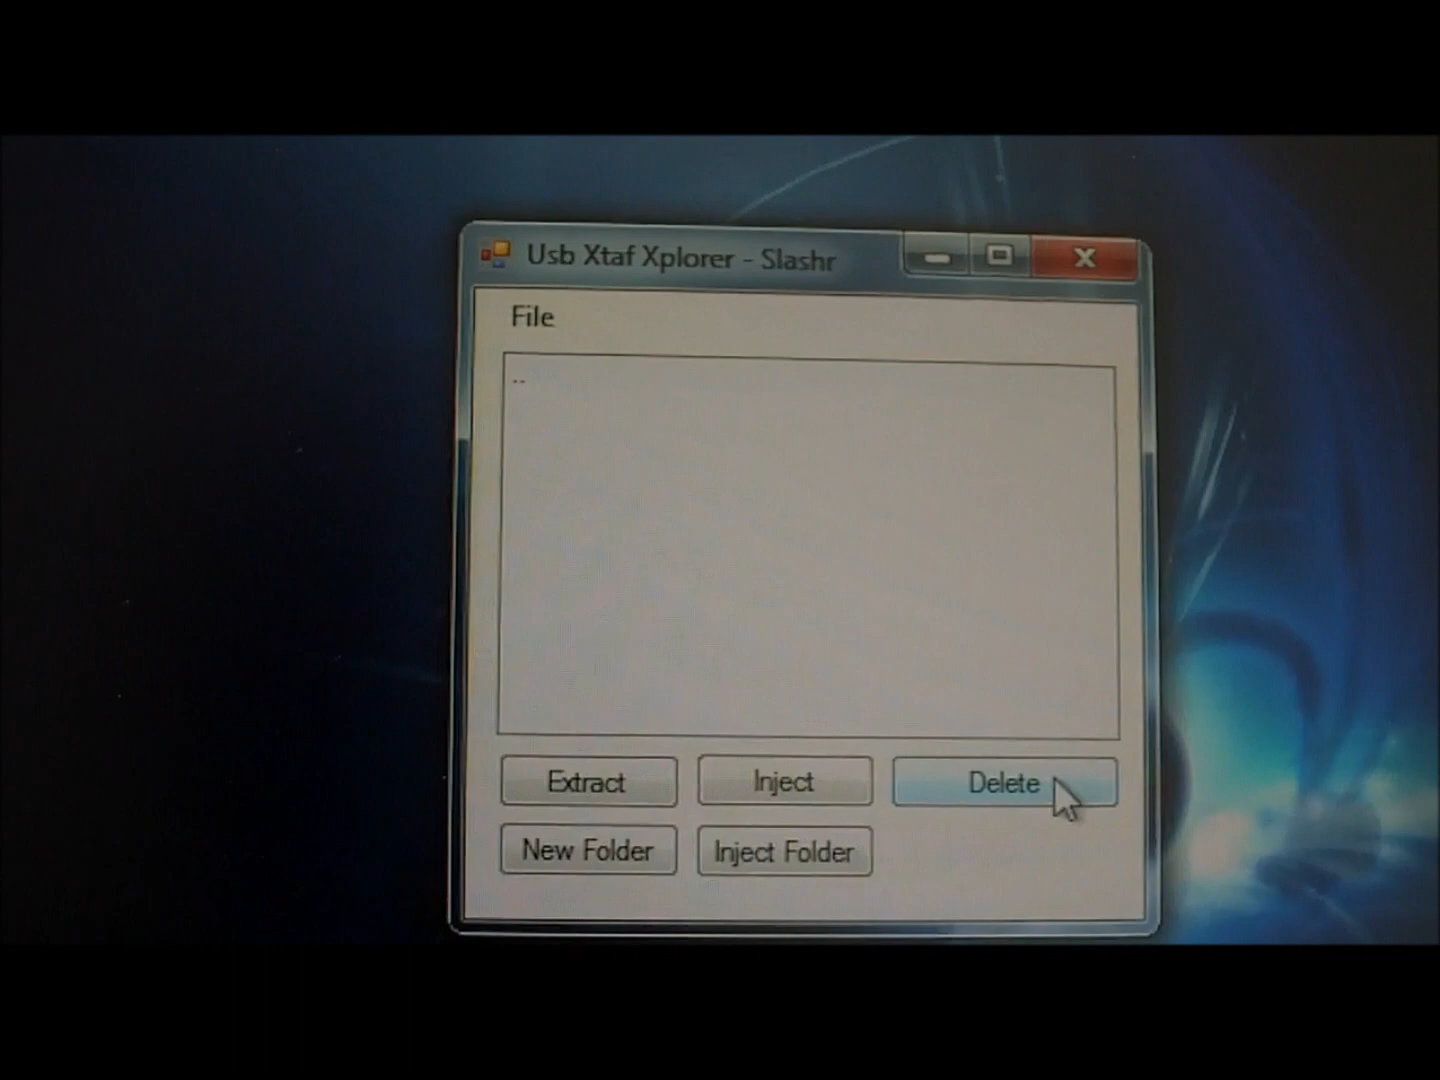 Usb Xtaf Xplorer - Slashr
File
..
Extract
Inject
Delete
New Folder
Inject Folder